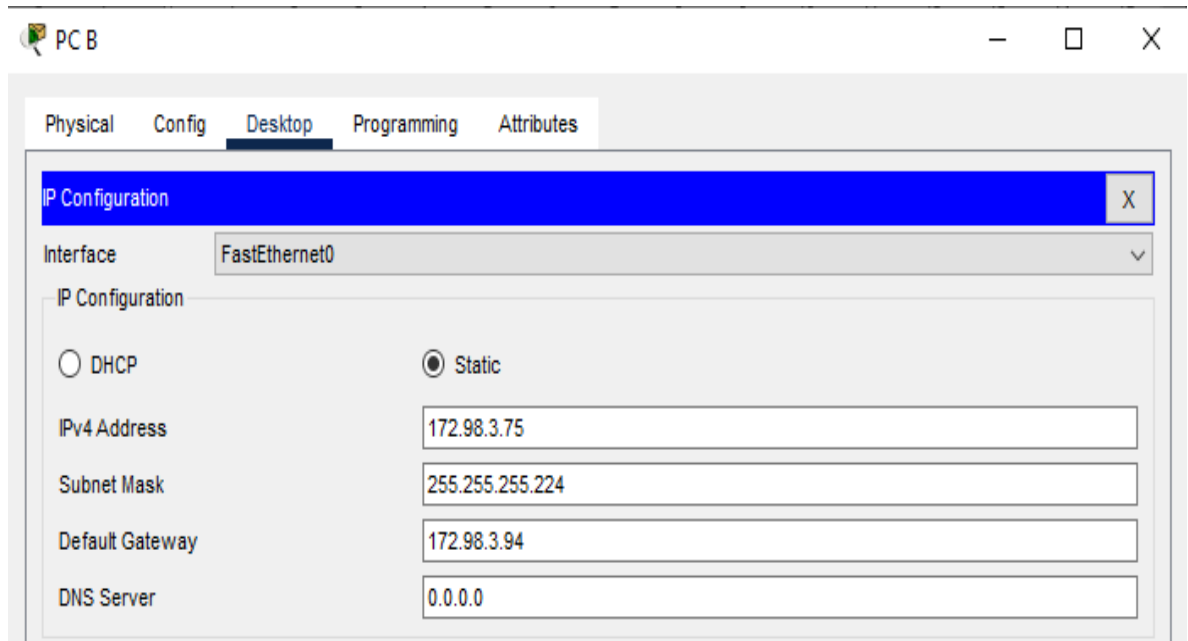 PC B
Physical Config Desktop Programming Attributes
IP Configuration X
Interface FastEthernet0
IP Configuration
DHCP Static
IPv4 Address 172.98.3.75
Subnet Mask 255.255.255.224
Default Gateway 172.98.3.94
DNS Server 0.0.0.0